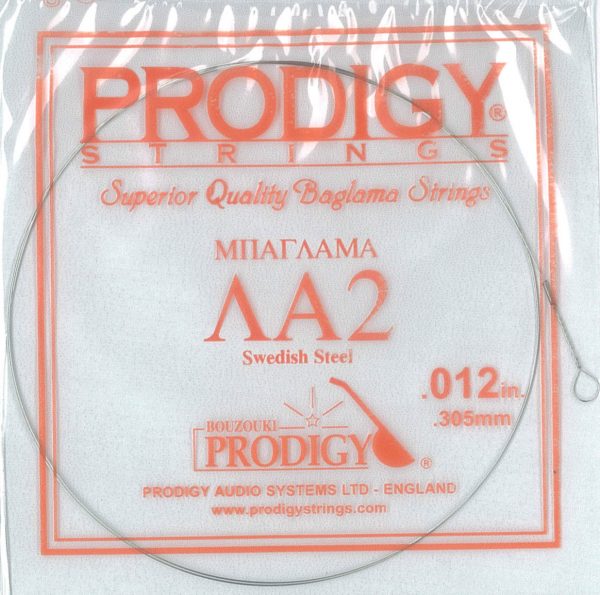 PRODIGY®
STRINGS
Superior Quality Baglama Strings
ΜΠΑΓΛΑΜΑ
ΛΑ2
Swedish Steel
.012in.
.305mm
BOUZOUKI
PRODIGY®
PRODIGY AUDIO SYSTEMS LTD - ENGLAND
www.prodigystrings.com